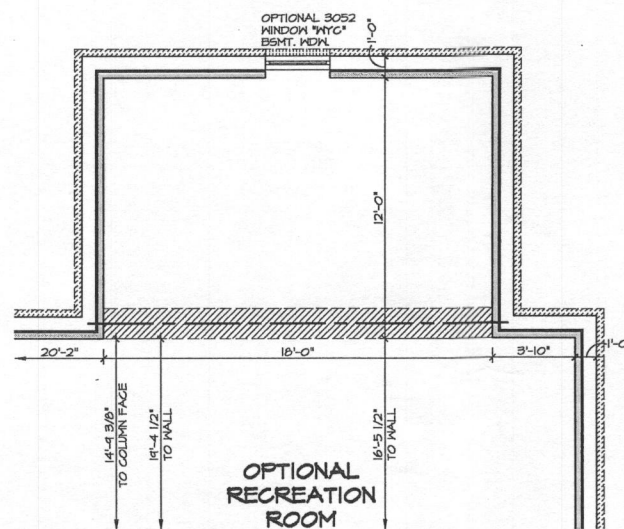 OPTIONAL 3052
WINDOW "WYC"
BSMT. WDW.
1'-0"
12'-0"
20'-2"
18'-0"
3'-10"
1'-0
14'-9 3/8"
TO COLUMN FACE
19'-4 1/2"
TO WALL
16'-5 1/2"
TO WALL
OPTIONAL
RECREATION
ROOM